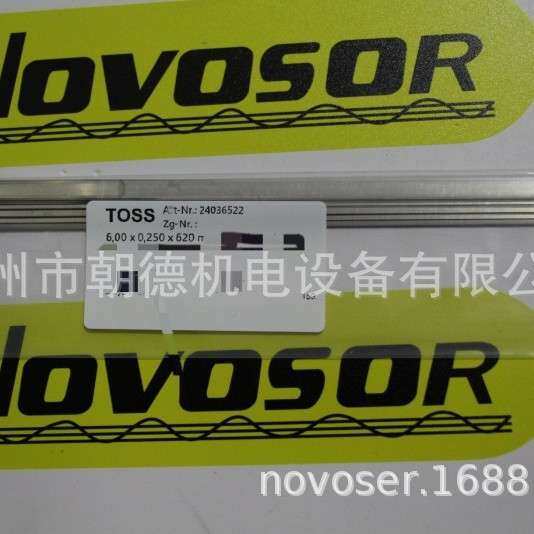 Novosor
TOSS Art-Nr.: 24036522
Zg-Nr. :
6,00 x 0,250 x 620 m
州市朝德机电设备有限公
Novosor
novoser.1688